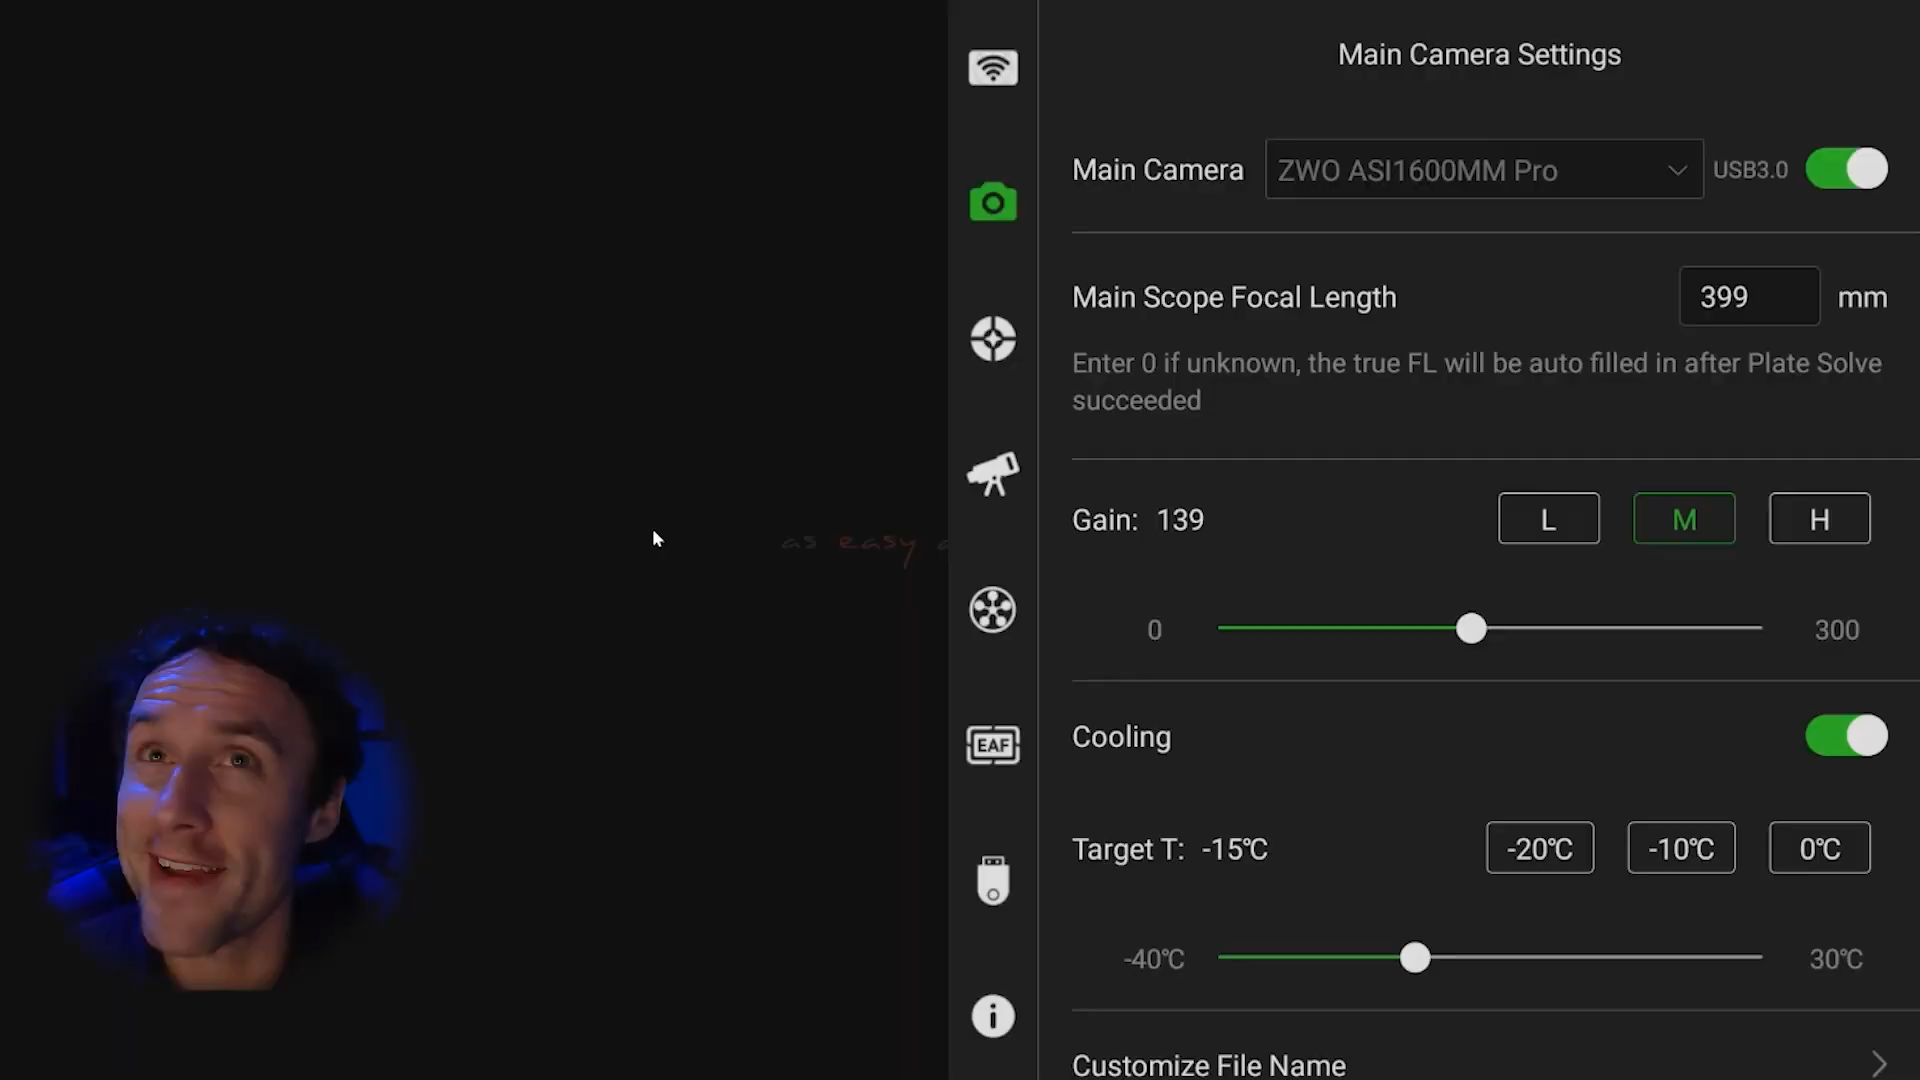 Main Camera Settings
Main Camera ZWO ASI1600MM Pro USB3.0
Main Scope Focal Length 399 mm
Enter 0 if unknown, the true FL will be auto filled in after Plate Solve
succeeded
Gain: 139 L M H
0 300
as easy
Cooling
EAF
Target T: -15℃ -20℃ -10℃ 0℃
-40℃ 30℃
Customize File Name